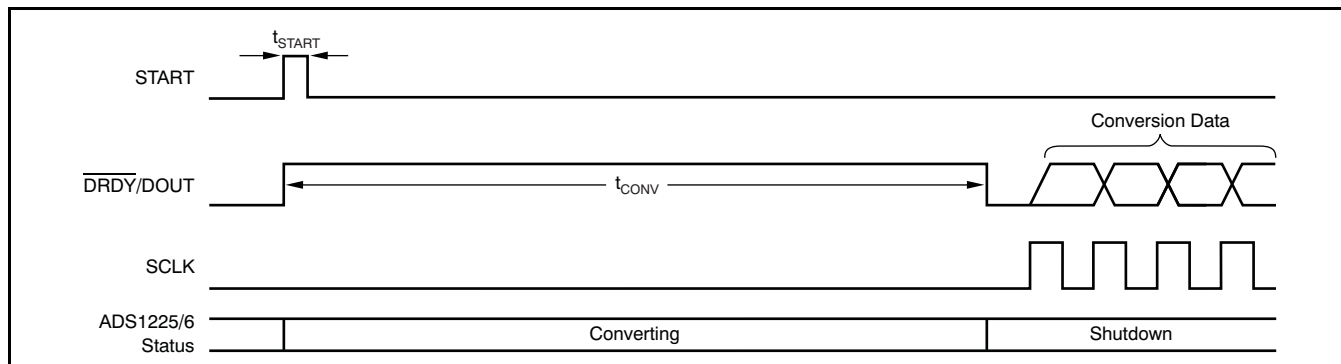 tSTART
START
Conversion Data
DRDY/DOUT
tCONV
SCLK
ADS1225/6
Status
Converting
Shutdown